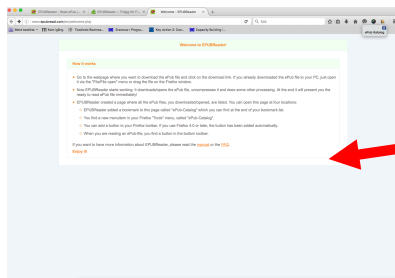 Welcome to EPUBReader!
How it works
Go to the webpage where you want to download the ePub file and click on the download link. If you already downloaded the ePub file to your PC, just open
it via the "File/File open" menu or drag the file on the Firefox window.
Now EPUBReader starts working: It downloads/opens the ePub file, uncompresses it and does some other processing. At the end it will present you the
ready to read ePub file immediately!
EPUBReader created a page where all the ePub files, you downloaded/opened, are listed. You can open this page at four locations:
EPUBReader added a bookmark to this page called "ePub-Catalog" which you can find at the end of your bookmark list.
You find a new menuitem in your Firefox "Tools" menu, called "ePub-Catalog".
You can add a button in your Firefox toolbar. If you use Firefox 4.0 or later, the button has been added automatically.
When you are reading an ePub-file, you find a button in the bottom toolbar.
If you want to have more information about EPUBReader, please read the manual or the FAQ.
Enjoy it!
ePub-Katalog